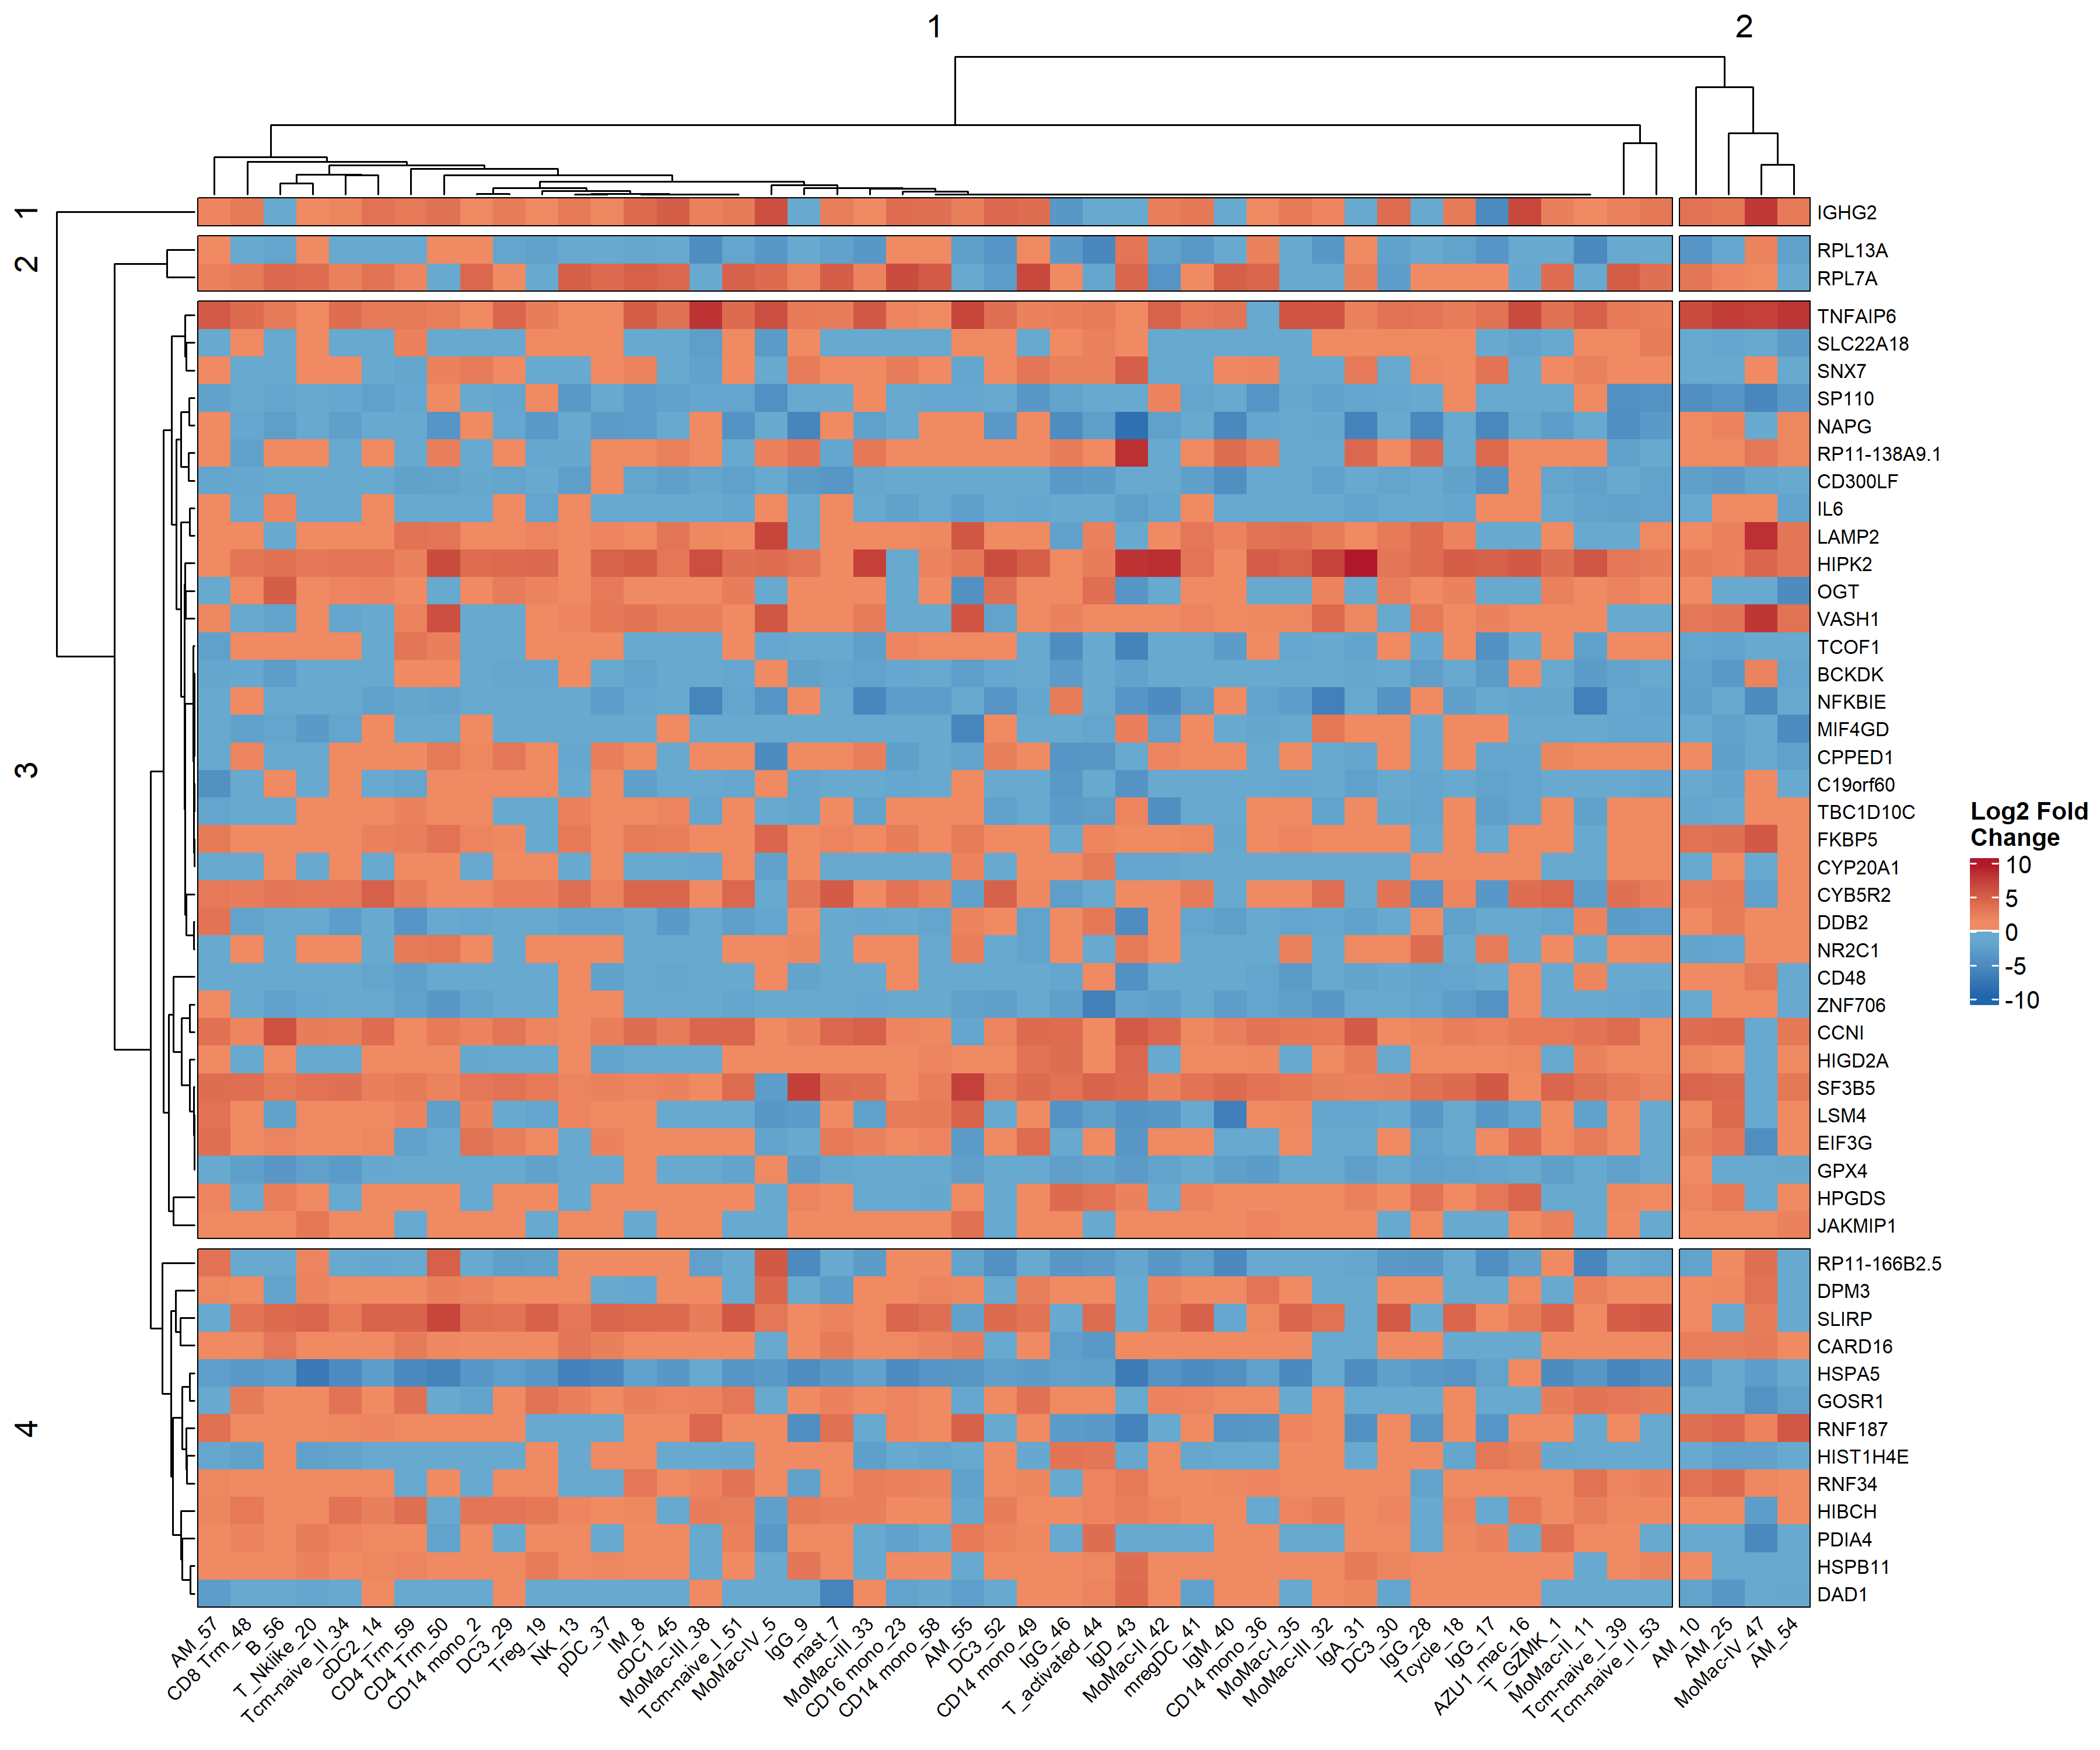 1
2
1
2
3
4
IGHG2
RPL13A
RPL7A
TNFAIP6
SLC22A18
SNX7
SP110
NAPG
RP11-138A9.1
CD300LF
IL6
LAMP2
HIPK2
OGT
VASH1
TCOF1
BCKDK
NFKBIE
MIF4GD
CPPED1
C19orf60
TBC1D10C
FKBP5
CYP20A1
CYB5R2
DDB2
NR2C1
CD48
ZNF706
CCNI
HIGD2A
SF3B5
LSM4
EIF3G
GPX4
HPGDS
JAKMIP1
RP11-166B2.5
DPM3
SLIRP
CARD16
HSPA5
GOSR1
RNF187
HIST1H4E
RNF34
HIBCH
PDIA4
HSPB11
DAD1
Log2 Fold
Change
10
5
0
-5
-10
AM_57
CD8 Trm_48
B_56
T_Nklike_20
Tcm-naive_II_34
cDC2_14
CD4 Trm_59
CD4 Trm_50
CD14 mono_2
DC3_29
Treg_19
NK_13
pDC_37
IM_8
cDC1_45
MoMac-III_38
Tcm-naive_I_51
MoMac-IV_5
IgG_9
mast_7
MoMac-III_33
CD16 mono_23
CD14 mono_58
AM_55
DC3_52
CD14 mono_49
IgG_46
T_activated_44
IgD_43
MoMac-II_42
mregDC_41
IgM_40
CD14 mono_36
MoMac-I_35
MoMac-III_32
IgA_31
DC3_30
IgG_28
Tcycle_18
IgG_17
AZU1_mac_16
T_GZMK_1
MoMac-II_11
Tcm-naive_I_39
Tcm-naive_II_53
AM_10
AM_25
MoMac-IV_47
AM_54